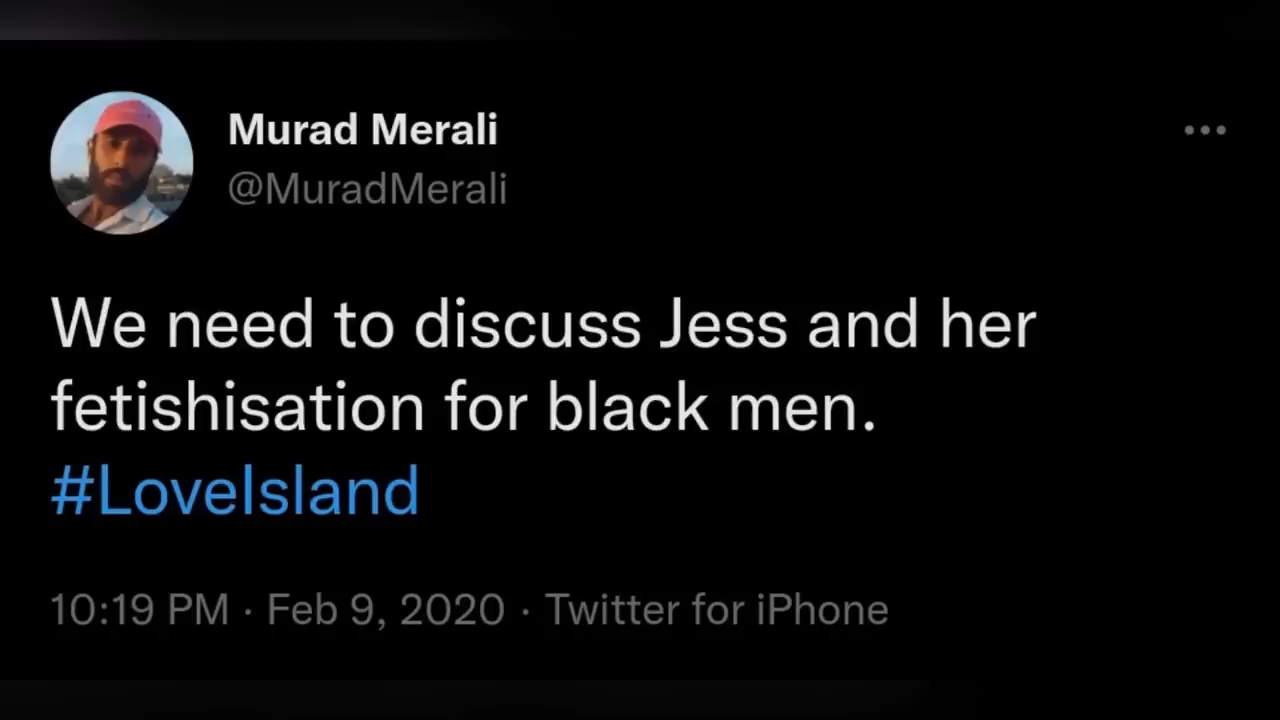 Murad Merali
@MuradMerali
We need to discuss Jess and her
fetishisation for black men.
#LoveIsland
10:19 PM · Feb 9, 2020 · Twitter for iPhone